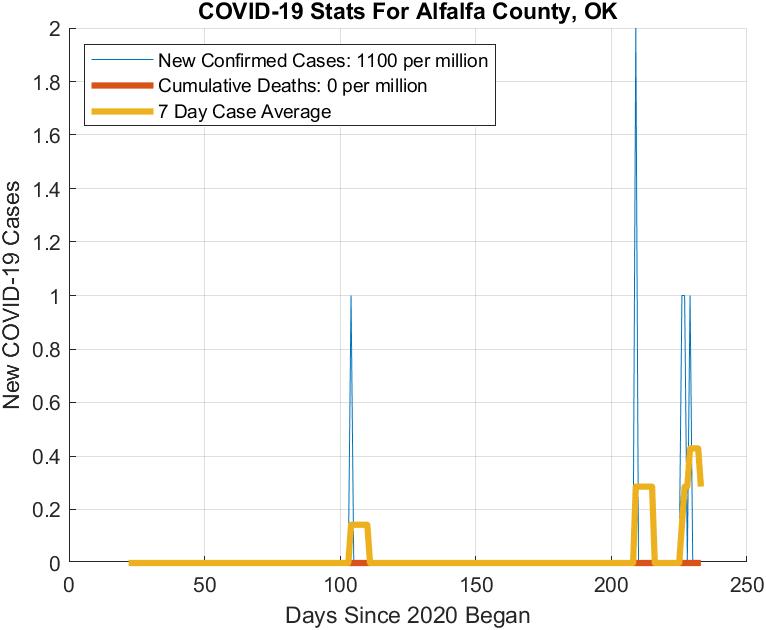 COVID-19 Stats For Alfalfa County, OK
New Confirmed Cases: 1100 per million
Cumulative Deaths: 0 per million
7 Day Case Average
New COVID-19 Cases
2
1.8
1.6
1.4
1.2
1
0.8
0.6
0.4
0.2
0
0 50 100 150 200 250
Days Since 2020 Began